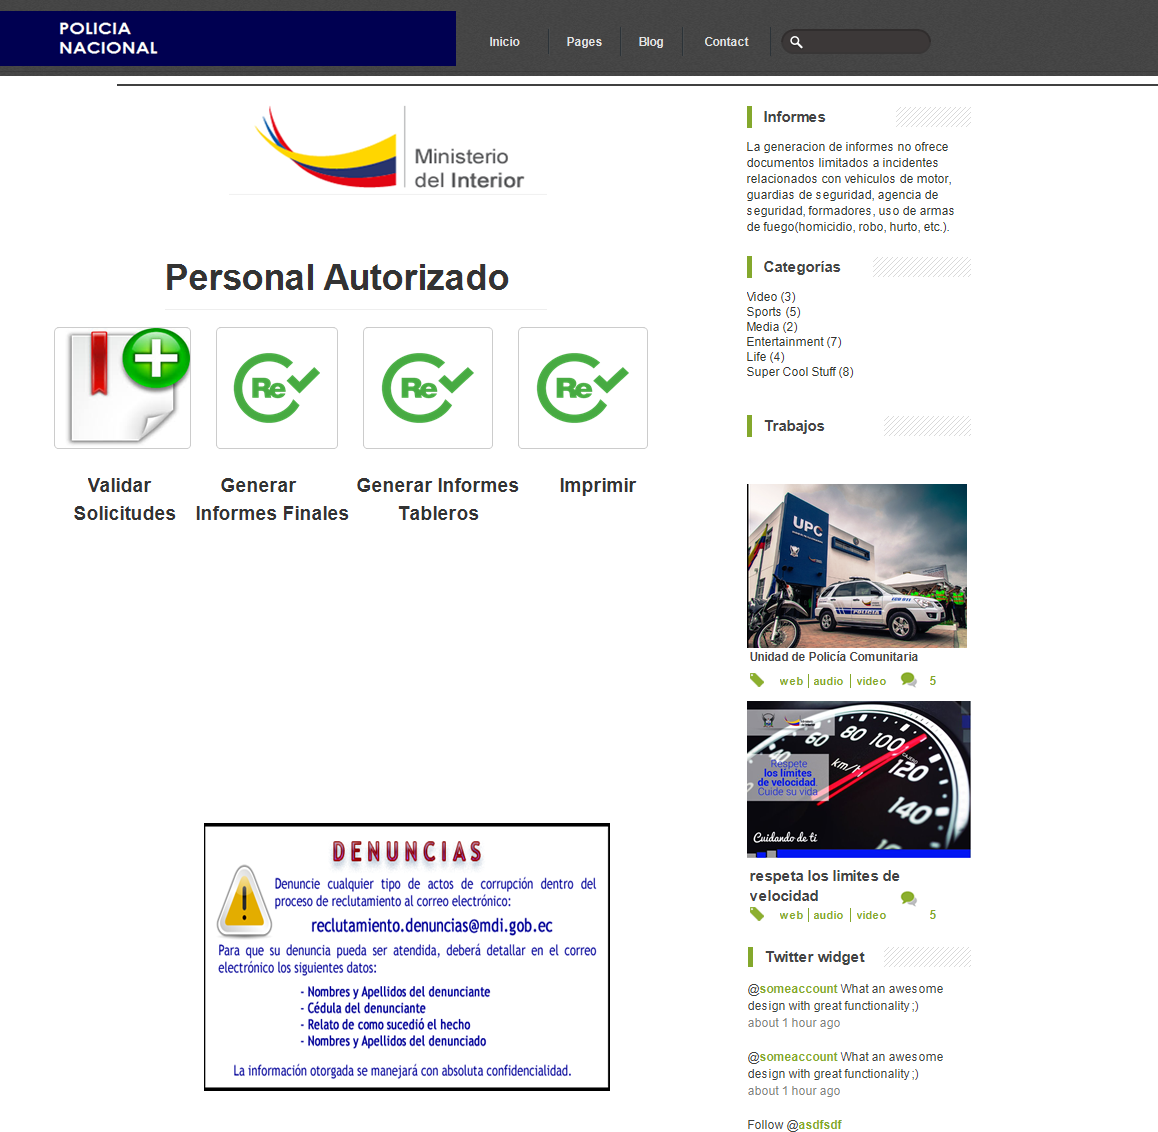 POLICIA
NACIONAL
Inicio
Pages
Blog
Contact
Ministerio
del Interior
Personal Autorizado
Re
Re
Re
Validar
Solicitudes
Generar
Informes Finales
Generar Informes
Tableros
Imprimir
DENUNCIAS
Denuncie cualquier tipo de actos de corrupción dentro del
proceso de reclutamiento al correo electrónico:
reclutamiento.denuncias@mdi.gob.ec
Para que su denuncia pueda ser atendida, deberá detallar en el correo
electrónico los siguientes datos:
- Nombres y Apellidos del denunciante
- Cédula del denunciante
- Relato de como sucedió el hecho
- Nombres y Apellidos del denunciado
La información otorgada se manejará con absoluta confidencialidad.
Informes
La generacion de informes no ofrece
documentos limitados a incidentes
relacionados con vehiculos de motor,
guardias de seguridad, agencia de
seguridad, formadores, uso de armas
de fuego(homicidio, robo, hurto, etc.).
Categorías
Video (3)
Sports (5)
Media (2)
Entertainment (7)
Life (4)
Super Cool Stuff (8)
Trabajos
UPC
POLICIA
Unidad de Policía Comunitaria
web audio video 5
60 80 100 120 140
km/h
Respete
los límites
de velocidad.
Cuide su vida
Cuidando de ti
respeta los limites de
velocidad
web audio video 5
Twitter widget
@someaccount What an awesome
design with great functionality ;)
about 1 hour ago
@someaccount What an awesome
design with great functionality ;)
about 1 hour ago
Follow @asdfsdf